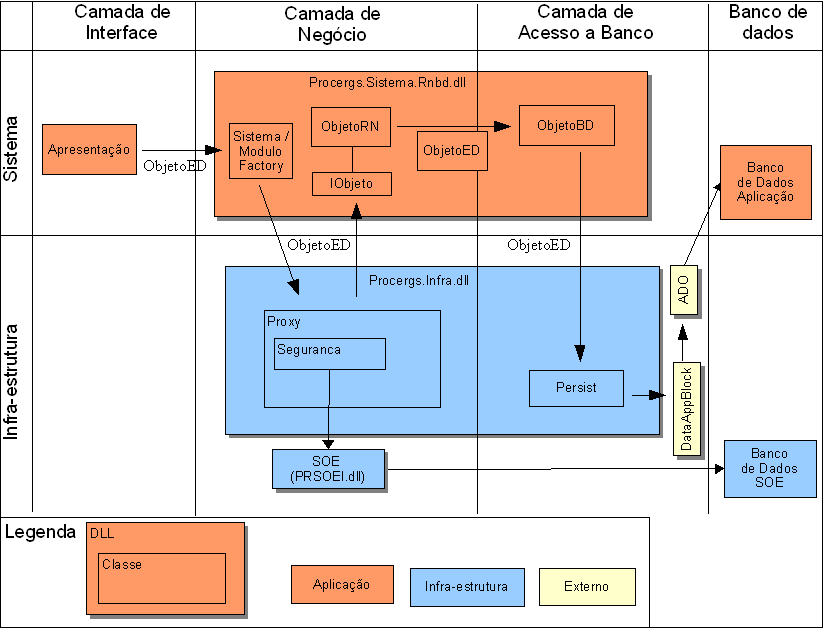 Camada de
Interface
Camada de
Negócio
Camada de
Acesso a Banco
Banco de
dados
Sistema
Procergs.Sistema.Rnbd.dll
Apresentação
ObjetoED
Sistema /
Modulo
Factory
ObjetoRN
IObjeto
ObjetoED
ObjetoBD
Banco
de Dados
Aplicação
ObjetoED
ObjetoED
Infra-estrutura
Procergs.Infra.dll
Proxy
Seguranca
Persist
ADO
DataAppBlock
SOE
(PRSOEI.dll)
Banco
de Dados
SOE
Legenda
DLL
Classe
Aplicação
Infra-estrutura
Externo